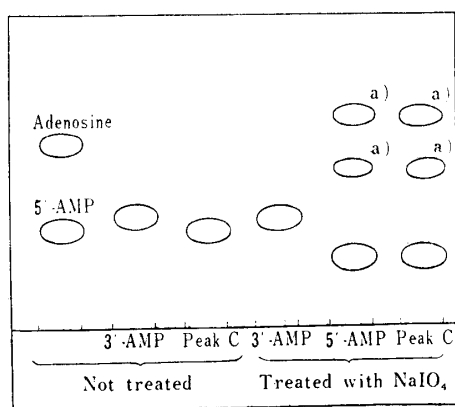 a) a)
Adenosine
a) a)
5'-AMP
3'-AMP Peak C 3'-AMP 5'-AMP Peak C
Not treated Treated with NaIO₄